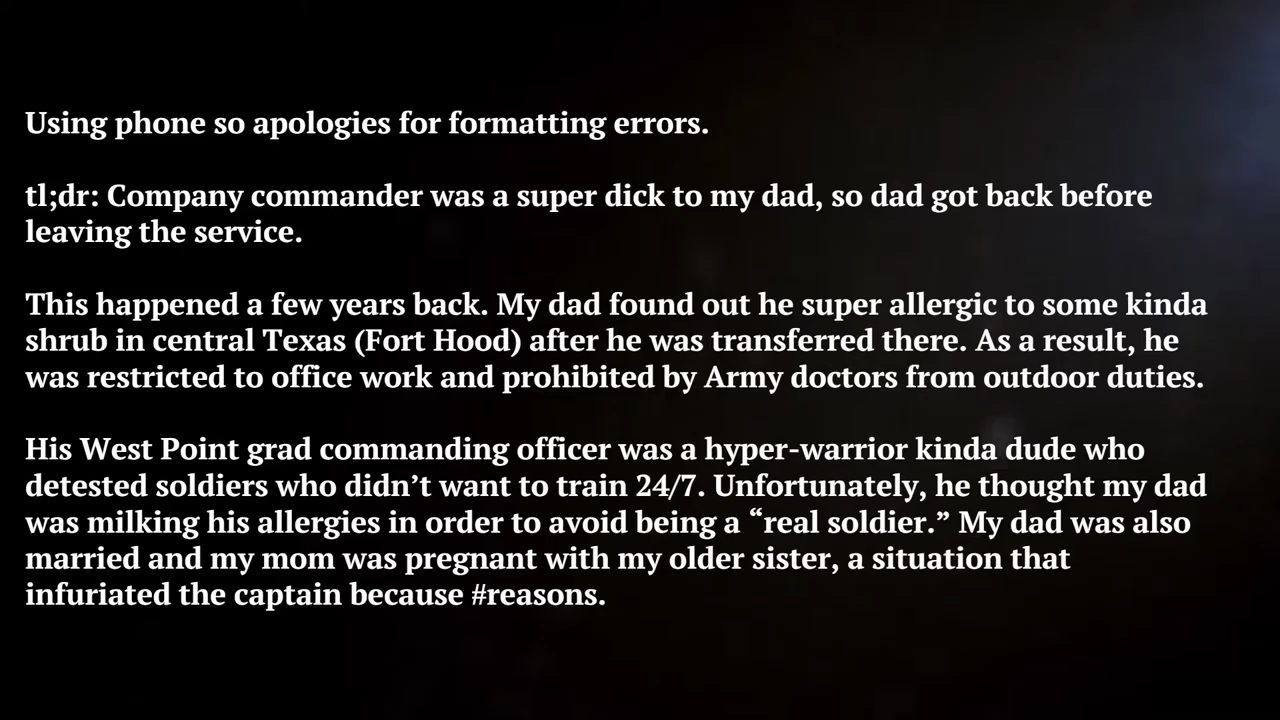 Using phone so apologies for formatting errors.
tl;dr: Company commander was a super dick to my dad, so dad got back before
leaving the service.
This happened a few years back. My dad found out he super allergic to some kinda
shrub in central Texas (Fort Hood) after he was transferred there. As a result, he
was restricted to office work and prohibited by Army doctors from outdoor duties.
His West Point grad commanding officer was a hyper-warrior kinda dude who
detested soldiers who didn’t want to train 24/7. Unfortunately, he thought my dad
was milking his allergies in order to avoid being a “real soldier.” My dad was also
married and my mom was pregnant with my older sister, a situation that
infuriated the captain because #reasons.